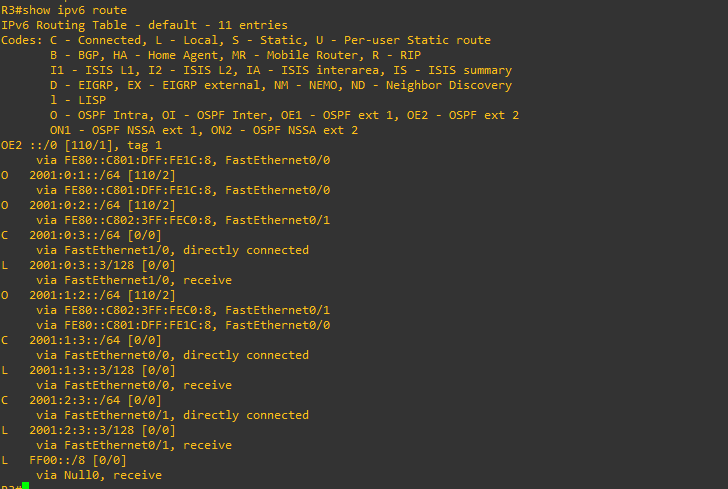 R3#show ipv6 route
IPv6 Routing Table - default - 11 entries
Codes: C - Connected, L - Local, S - Static, U - Per-user Static route
       B - BGP, HA - Home Agent, MR - Mobile Router, R - RIP
       I1 - ISIS L1, I2 - ISIS L2, IA - ISIS interarea, IS - ISIS summary
       D - EIGRP, EX - EIGRP external, NM - NEMO, ND - Neighbor Discovery
       l - LISP
       O - OSPF Intra, OI - OSPF Inter, OE1 - OSPF ext 1, OE2 - OSPF ext 2
       ON1 - OSPF NSSA ext 1, ON2 - OSPF NSSA ext 2
OE2 ::/0 [110/1], tag 1
     via FE80::C801:DFF:FE1C:8, FastEthernet0/0
O   2001:0:1::/64 [110/2]
     via FE80::C801:DFF:FE1C:8, FastEthernet0/0
O   2001:0:2::/64 [110/2]
     via FE80::C802:3FF:FEC0:8, FastEthernet0/1
C   2001:0:3::/64 [0/0]
     via FastEthernet1/0, directly connected
L   2001:0:3::3/128 [0/0]
     via FastEthernet1/0, receive
O   2001:1:2::/64 [110/2]
     via FE80::C802:3FF:FEC0:8, FastEthernet0/1
     via FE80::C801:DFF:FE1C:8, FastEthernet0/0
C   2001:1:3::/64 [0/0]
     via FastEthernet0/0, directly connected
L   2001:1:3::3/128 [0/0]
     via FastEthernet0/0, receive
C   2001:2:3::/64 [0/0]
     via FastEthernet0/1, directly connected
L   2001:2:3::3/128 [0/0]
     via FastEthernet0/1, receive
L   FF00::/8 [0/0]
     via Null0, receive
R3#